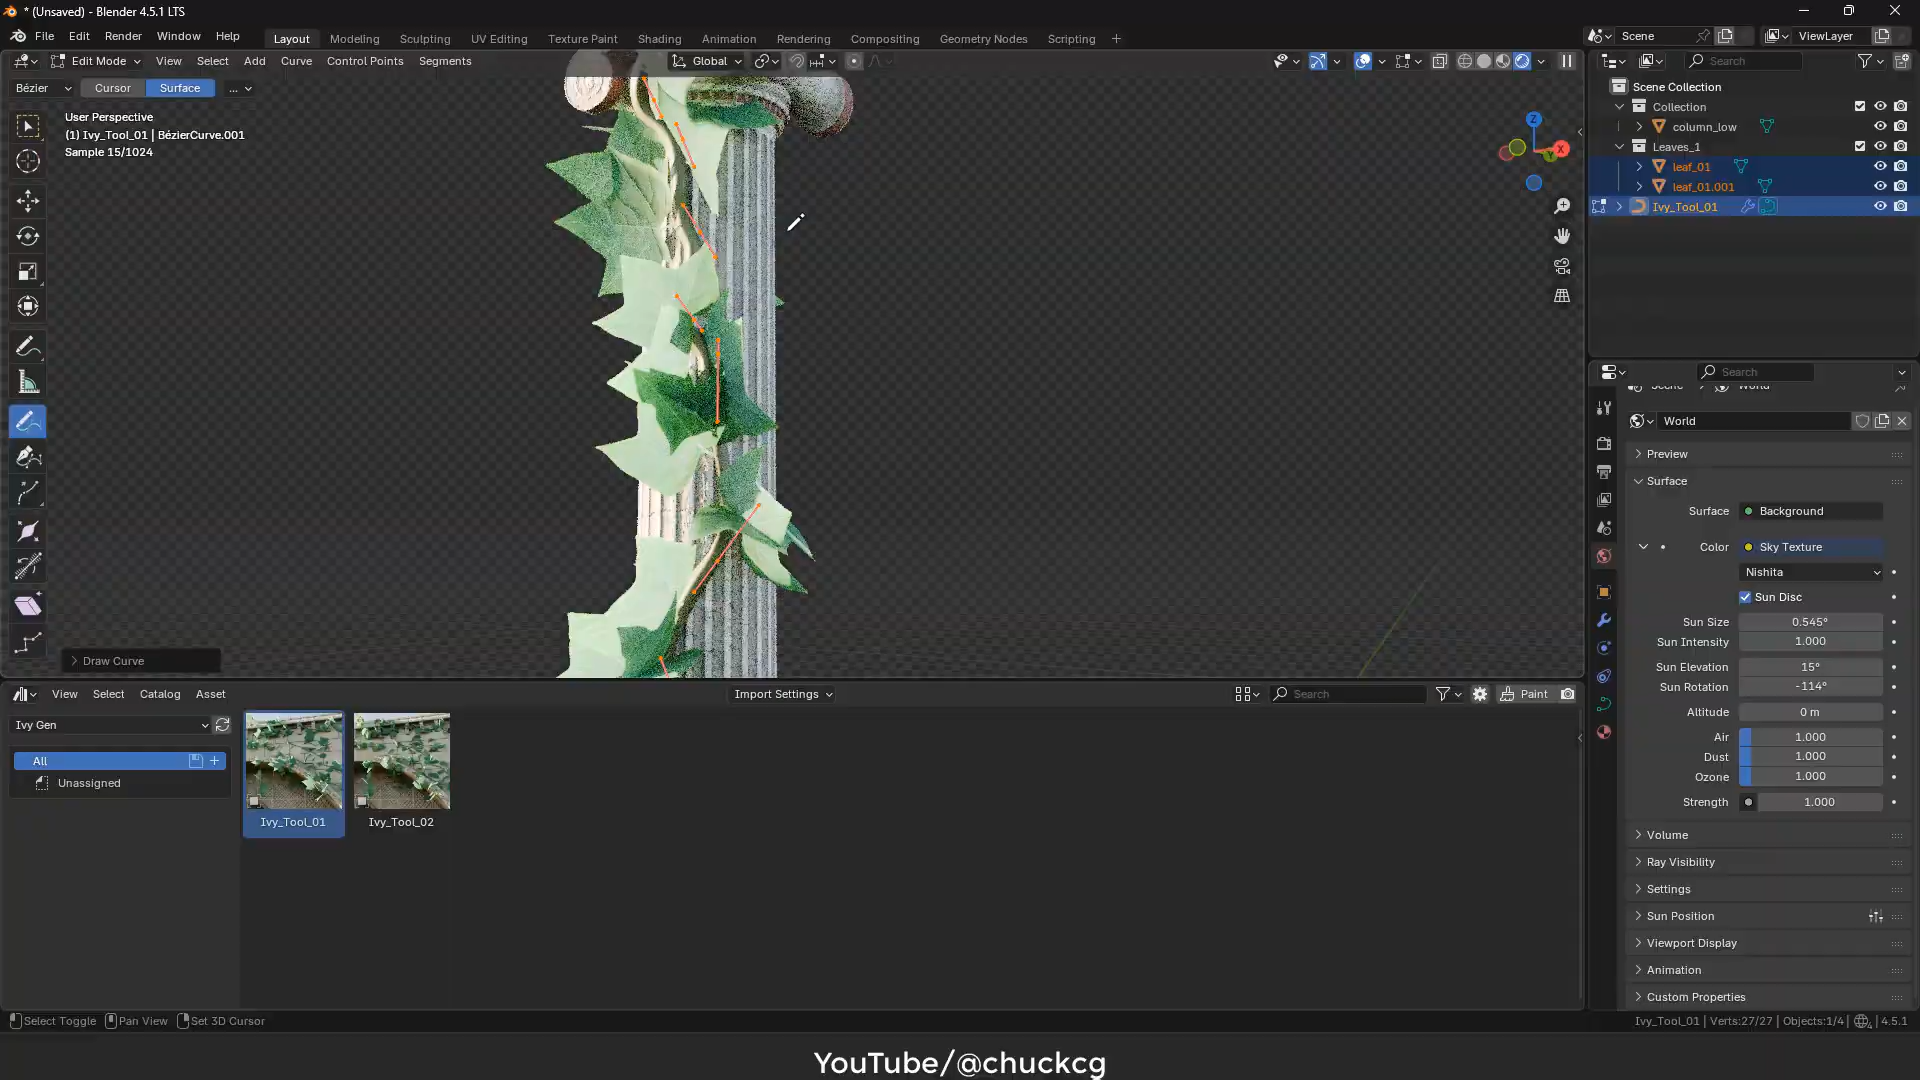 * (Unsaved) - Blender 4.5.1 LTS
File Edit Render Window Help Layout Modeling Sculpting UV Editing Texture Paint Shading Animation Rendering Compositing Geometry Nodes Scripting + Scene ViewLayer
Edit Mode View Select Add Curve Control Points Segments Global Search
Bézier Cursor Surface ...
User Perspective
(1) Ivy_Tool_01 | BézierCurve.001
Sample 15/1024
Z
X
Y
Scene Collection
Collection
column_low
Leaves_1
leaf_01
leaf_01.001
Ivy_Tool_01
Search
Scene World
World
Preview
Surface
Surface Background
Color Sky Texture
Nishita
Sun Disc
Sun Size 0.545°
Sun Intensity 1.000
Sun Elevation 15°
Sun Rotation -114°
Altitude 0 m
Air 1.000
Dust 1.000
Ozone 1.000
Strength 1.000
Volume
Ray Visibility
Settings
Sun Position
Viewport Display
Animation
Custom Properties
Draw Curve
View Select Catalog Asset Import Settings Search Paint
Ivy Gen
All
Unassigned
Ivy_Tool_01
Ivy_Tool_02
Select Toggle Pan View Set 3D Cursor Ivy_Tool_01 | Verts:27/27 | Objects:1/4 | 4.5.1
YouTube/@chuckcg